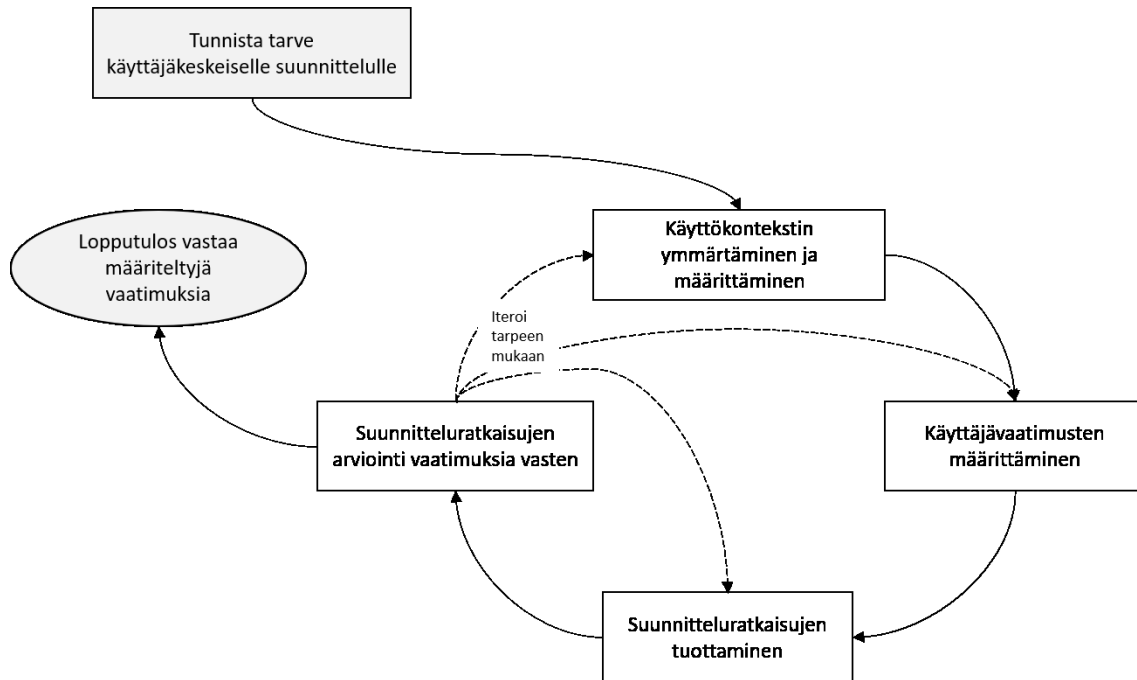 Tunnista tarve
käyttäjäkeskeiselle suunnittelulle
Käyttökontekstin
ymmärtäminen ja
määrittäminen
Lopputulos vastaa
määriteltyjä
vaatimuksia
Iteroi
tarpeen
mukaan
Suunnitteluratkaisujen
arviointi vaatimuksia vasten
Käyttäjävaatimusten
määrittäminen
Suunnitteluratkaisujen
tuottaminen